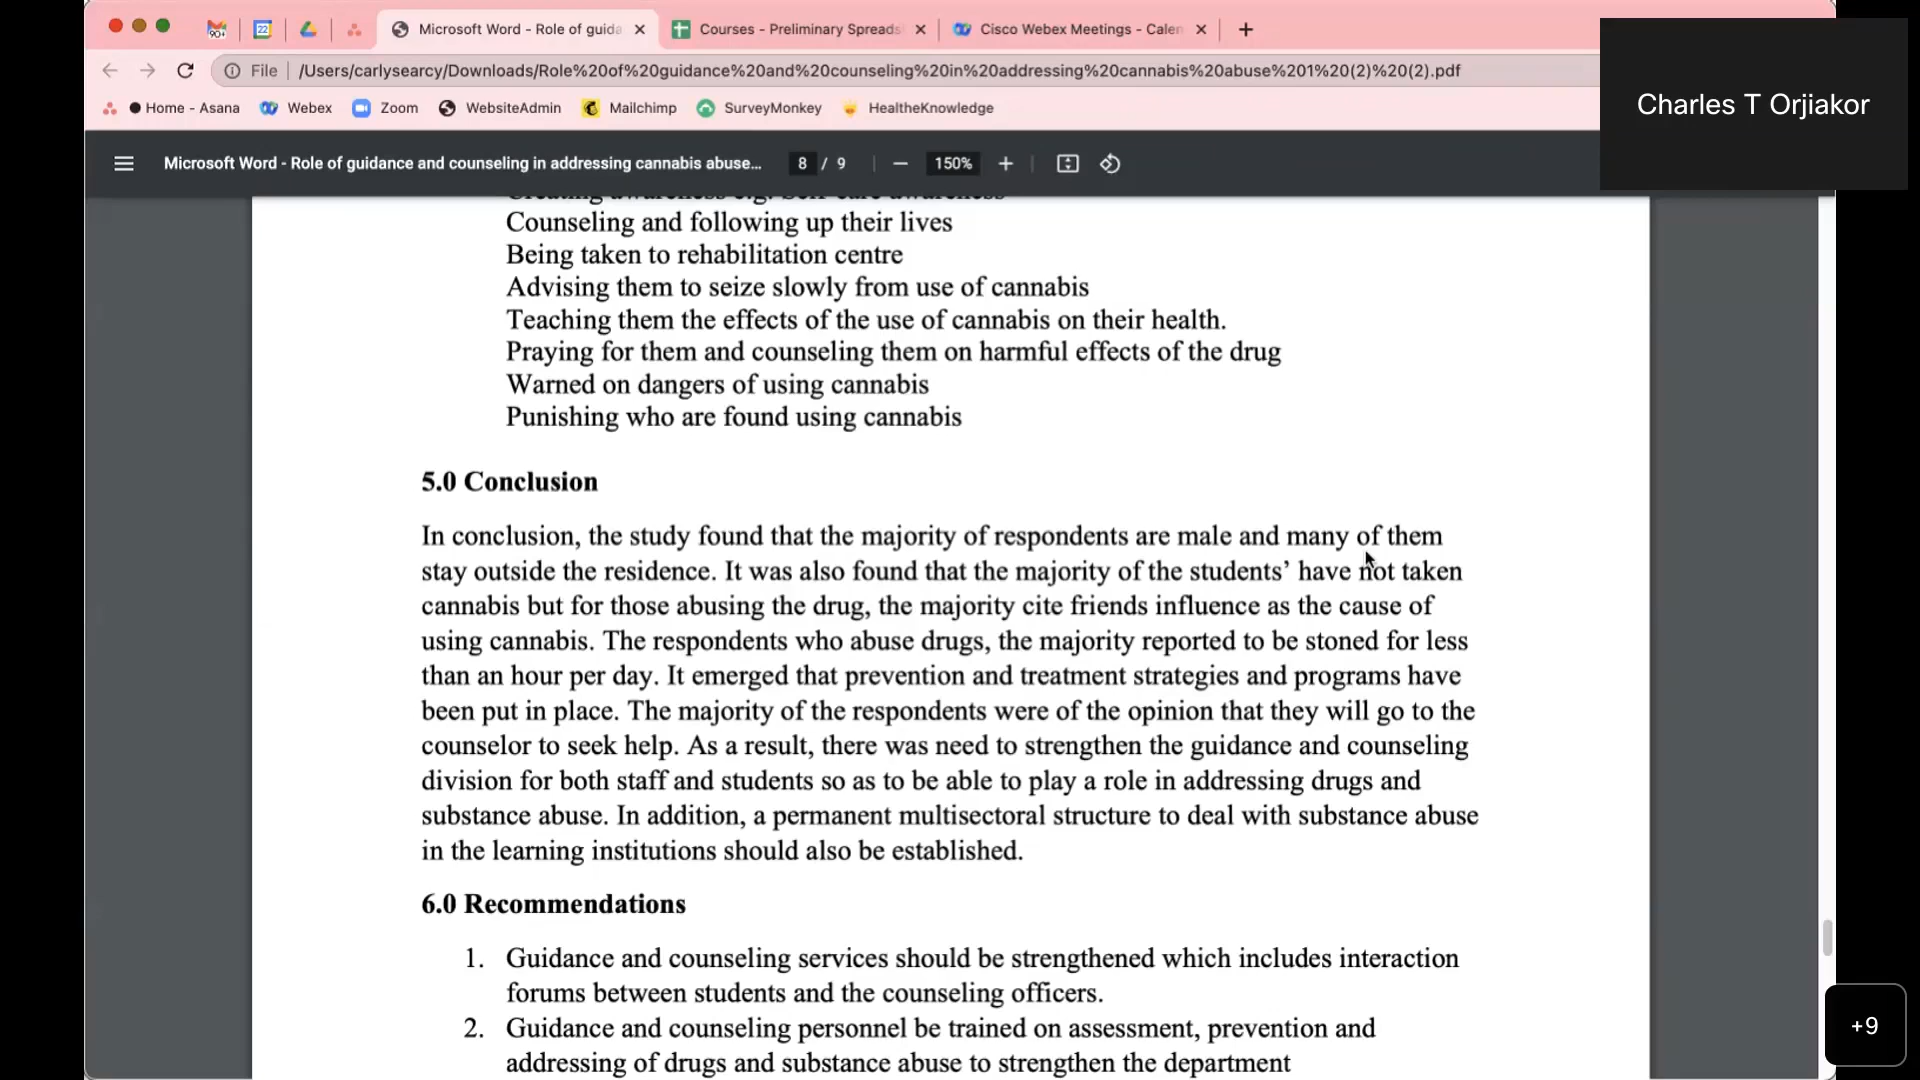 90+
22
Microsoft Word - Role of guida
Courses - Preliminary Spreads
Cisco Webex Meetings - Calen
File
/Users/carlysearcy/Downloads/Role%20of%20guidance%20and%20counseling%20in%20addressing%20cannabis%20abuse%201%20(2)%20(2).pdf
Home - Asana
Webex
Zoom
WebsiteAdmin
Mailchimp
SurveyMonkey
HealtheKnowledge
Charles T Orjiakor
Microsoft Word - Role of guidance and counseling in addressing cannabis abuse...
8 / 9
150%
Creating awareness e.g. Self-care awareness
Counseling and following up their lives
Being taken to rehabilitation centre
Advising them to seize slowly from use of cannabis
Teaching them the effects of the use of cannabis on their health.
Praying for them and counseling them on harmful effects of the drug
Warned on dangers of using cannabis
Punishing who are found using cannabis
5.0 Conclusion
In conclusion, the study found that the majority of respondents are male and many of them
stay outside the residence. It was also found that the majority of the students’ have not taken
cannabis but for those abusing the drug, the majority cite friends influence as the cause of
using cannabis. The respondents who abuse drugs, the majority reported to be stoned for less
than an hour per day. It emerged that prevention and treatment strategies and programs have
been put in place. The majority of the respondents were of the opinion that they will go to the
counselor to seek help. As a result, there was need to strengthen the guidance and counseling
division for both staff and students so as to be able to play a role in addressing drugs and
substance abuse. In addition, a permanent multisectoral structure to deal with substance abuse
in the learning institutions should also be established.
6.0 Recommendations
1. Guidance and counseling services should be strengthened which includes interaction
forums between students and the counseling officers.
2. Guidance and counseling personnel be trained on assessment, prevention and
addressing of drugs and substance abuse to strengthen the department
+9